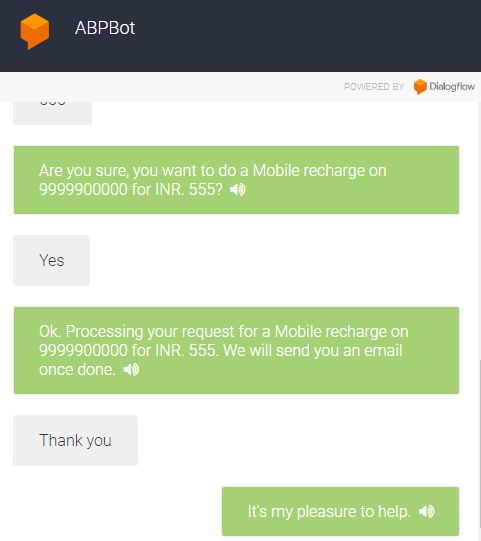 ABPBot
POWERED BY Dialogflow
Are you sure, you want to do a Mobile recharge on
9999900000 for INR. 555?
Yes
Ok. Processing your request for a Mobile recharge on
9999900000 for INR. 555. We will send you an email
once done.
Thank you
It's my pleasure to help.